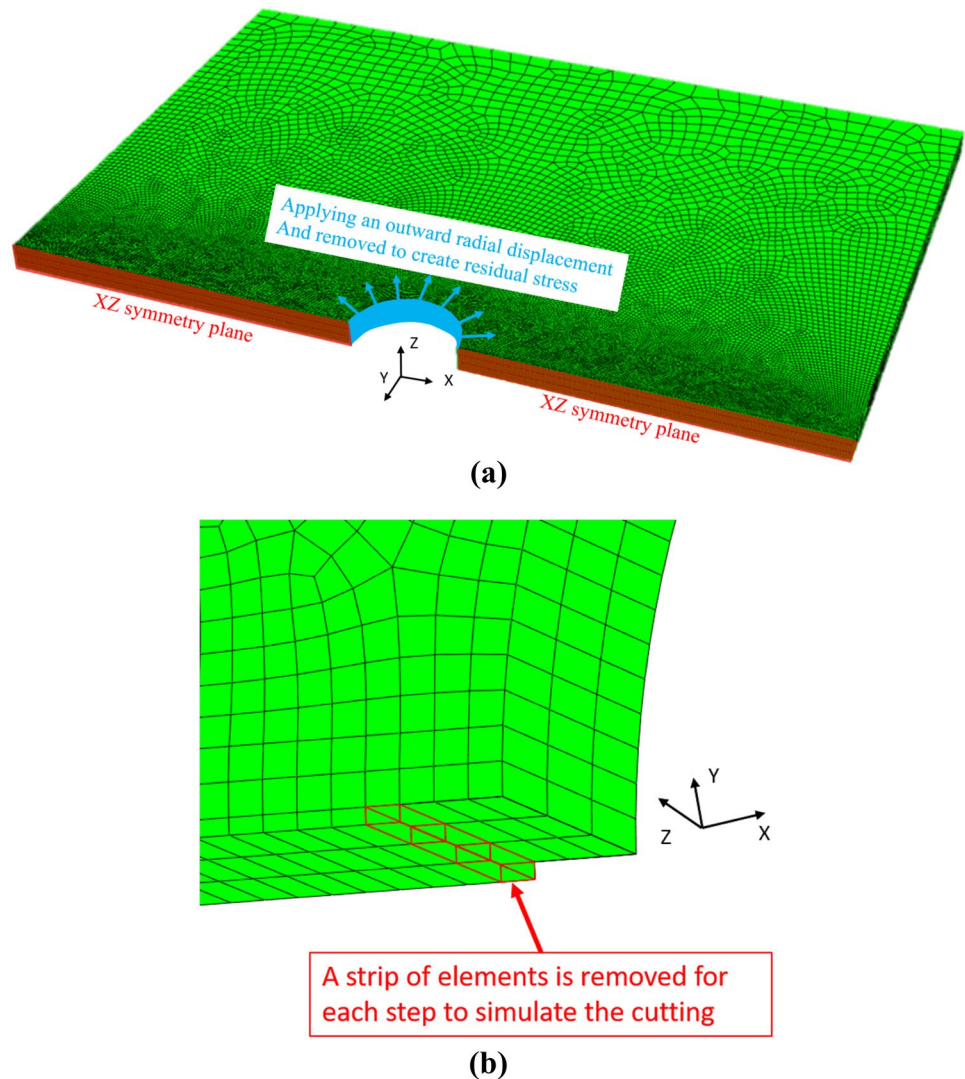 Applying an outward radial displacement
And removed to create residual stress
XZ symmetry plane
Z
Y
X
XZ symmetry plane
(a)
Y
Z
X
A strip of elements is removed for
each step to simulate the cutting
(b)